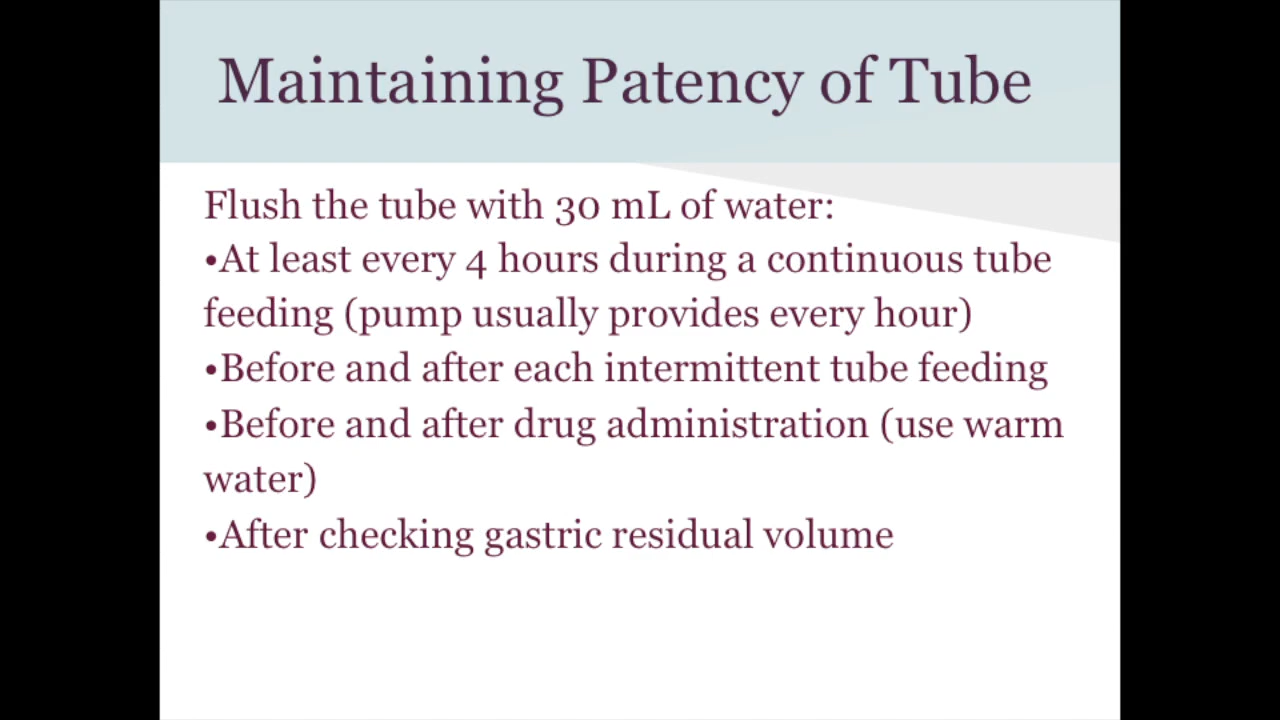 Maintaining Patency of Tube
Flush the tube with 30 mL of water:
•At least every 4 hours during a continuous tube
feeding (pump usually provides every hour)
•Before and after each intermittent tube feeding
•Before and after drug administration (use warm
water)
•After checking gastric residual volume